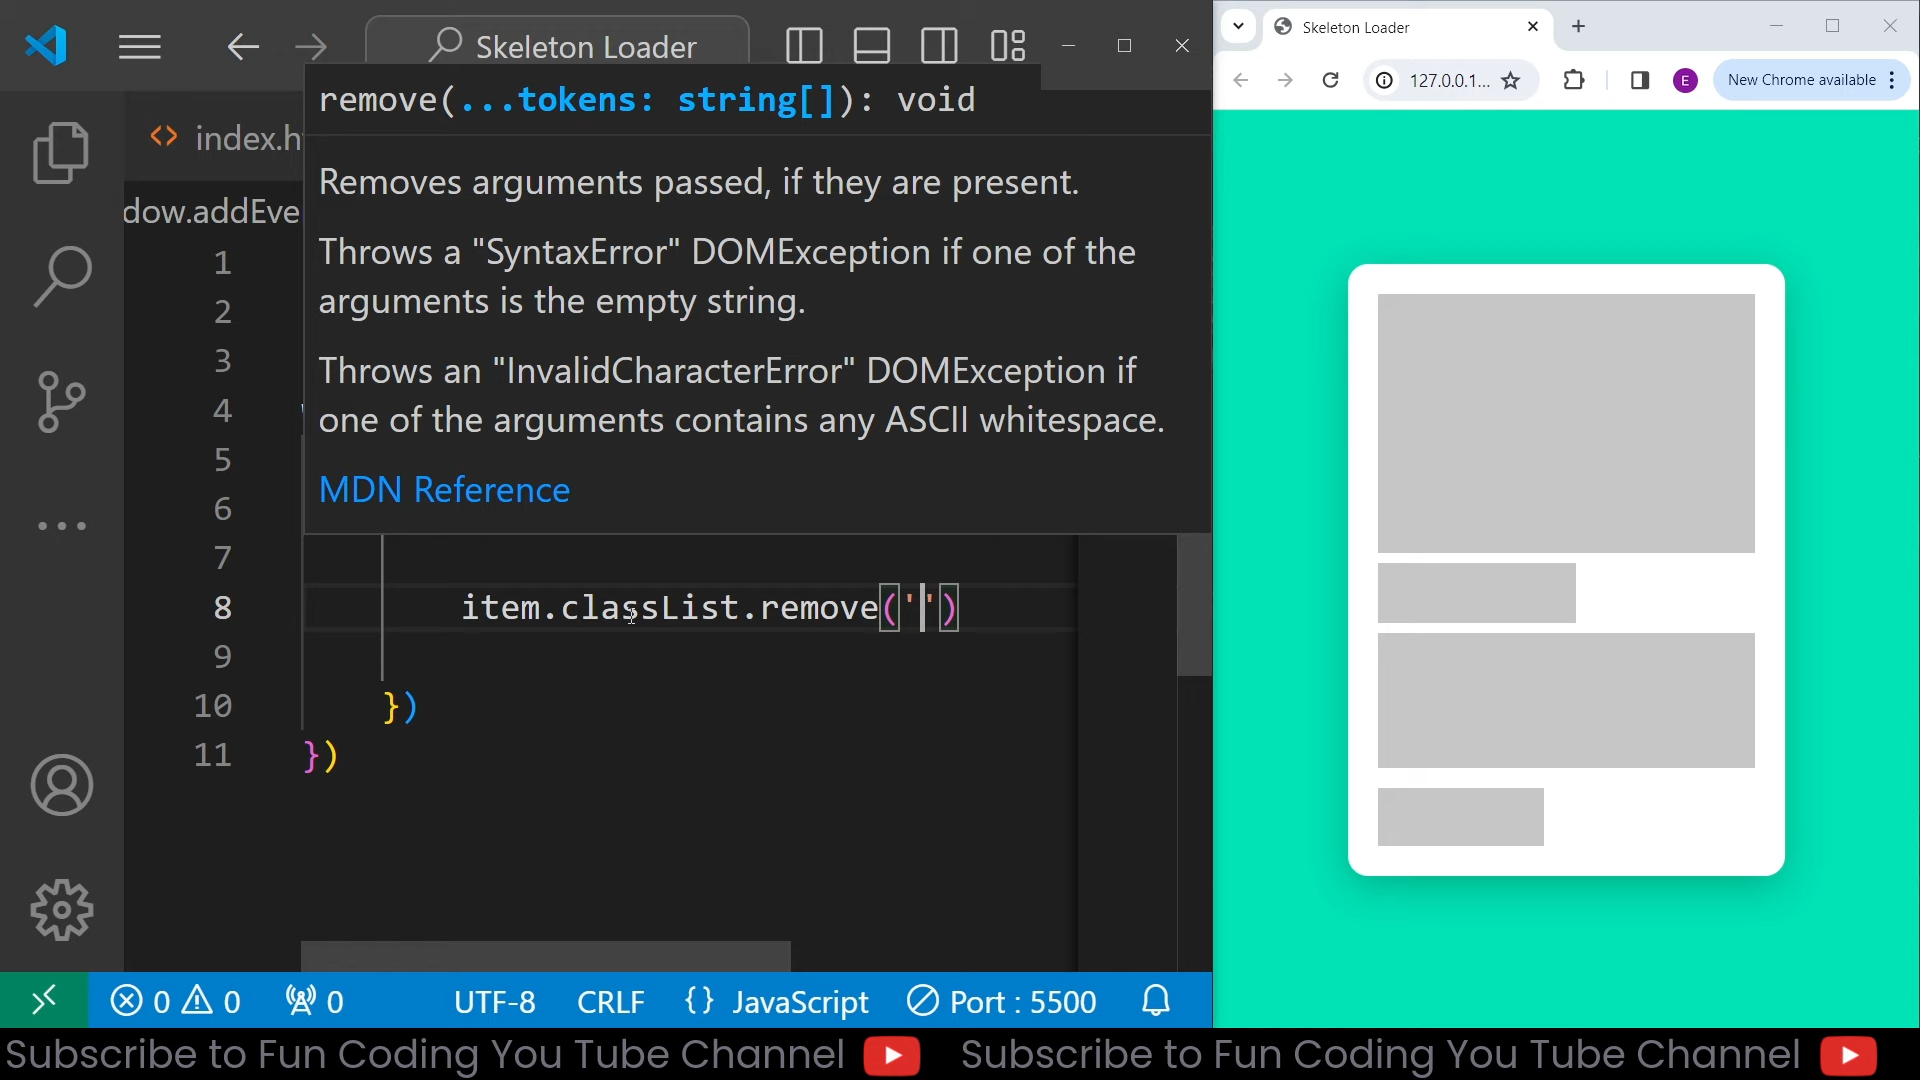 Skeleton Loader
remove(...tokens: string[]): void
index.h
Removes arguments passed, if they are present.
dow.addEve
Throws a "SyntaxError" DOMException if one of the
arguments is the empty string.
Throws an "InvalidCharacterError" DOMException if
one of the arguments contains any ASCII whitespace.
MDN Reference
1
2
3
4
5
6
7
8 item.classList.remove('')
9
10 })
11 })
0 0 0 UTF-8 CRLF {} JavaScript Port : 5500
Skeleton Loader
127.0.0.1... E New Chrome available
Subscribe to Fun Coding You Tube Channel Subscribe to Fun Coding You Tube Channel